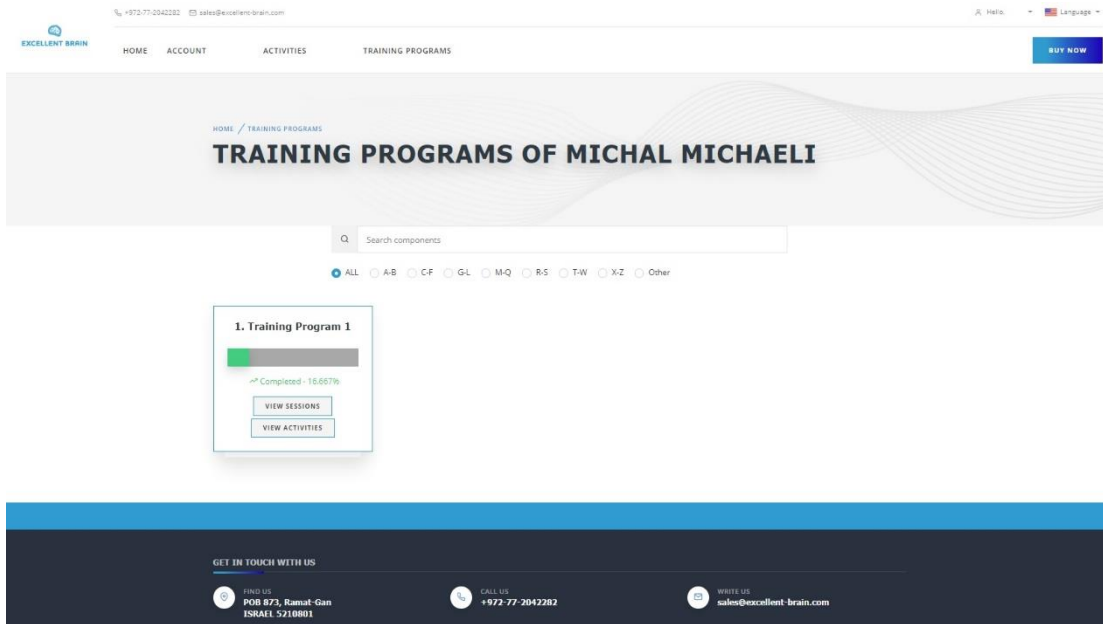 +972-77-2042282 sales@excellent-brain.com Hello, Language
EXCELLENT BRAIN
HOME ACCOUNT ACTIVITIES TRAINING PROGRAMS BUY NOW
HOME / TRAINING PROGRAMS
TRAINING PROGRAMS OF MICHAL MICHAELI
Search components
ALL A-B C-F G-L M-Q R-S T-W X-Z Other
1. Training Program 1
Completed - 16.667%
VIEW SESSIONS
VIEW ACTIVITIES
GET IN TOUCH WITH US
FIND US
POB 873, Ramat-Gan
ISRAEL 5210801
CALL US
+972-77-2042282
WRITE US
sales@excellent-brain.com